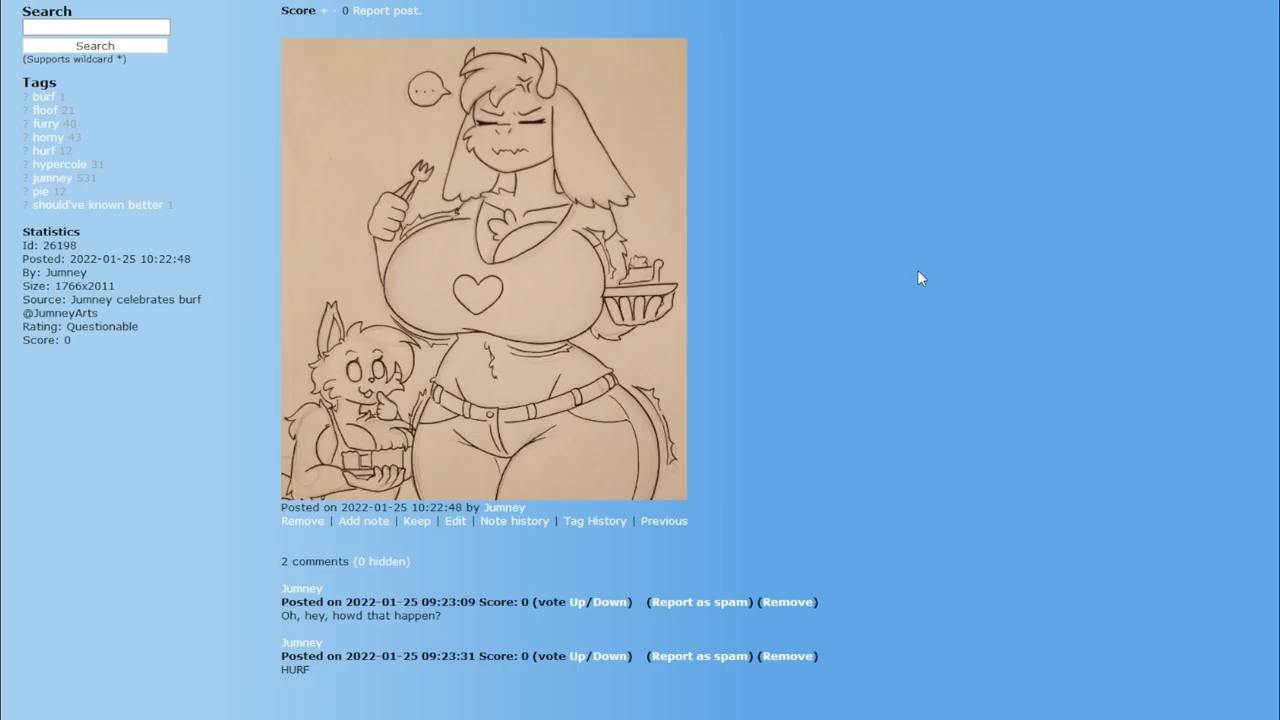 Search
Search
(Supports wildcard *)
Tags
? burf 1
? floof 21
? furry 40
? horny 43
? hurf 12
? hypercole 31
? jumney 531
? pie 12
? should've known better 1
Statistics
Id: 26198
Posted: 2022-01-25 10:22:48
By: Jumney
Size: 1766x2011
Source: Jumney celebrates burf
@JumneyArts
Rating: Questionable
Score: 0
Score + - 0 Report post.
...
Posted on 2022-01-25 10:22:48 by Jumney
Remove | Add note | Keep | Edit | Note history | Tag History | Previous
2 comments (0 hidden)
Jumney
Posted on 2022-01-25 09:23:09 Score: 0 (vote Up/Down) (Report as spam) (Remove)
Oh, hey, howd that happen?
Jumney
Posted on 2022-01-25 09:23:31 Score: 0 (vote Up/Down) (Report as spam) (Remove)
HURF